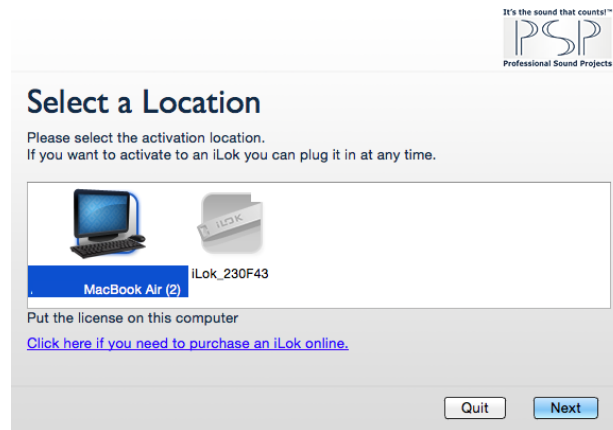 It's the sound that counts!™
PSP
Professional Sound Projects
Select a Location
Please select the activation location.
If you want to activate to an iLok you can plug it in at any time.
iLOK
iLok_230F43
MacBook Air (2)
Put the license on this computer
Click here if you need to purchase an iLok online.
Quit
Next